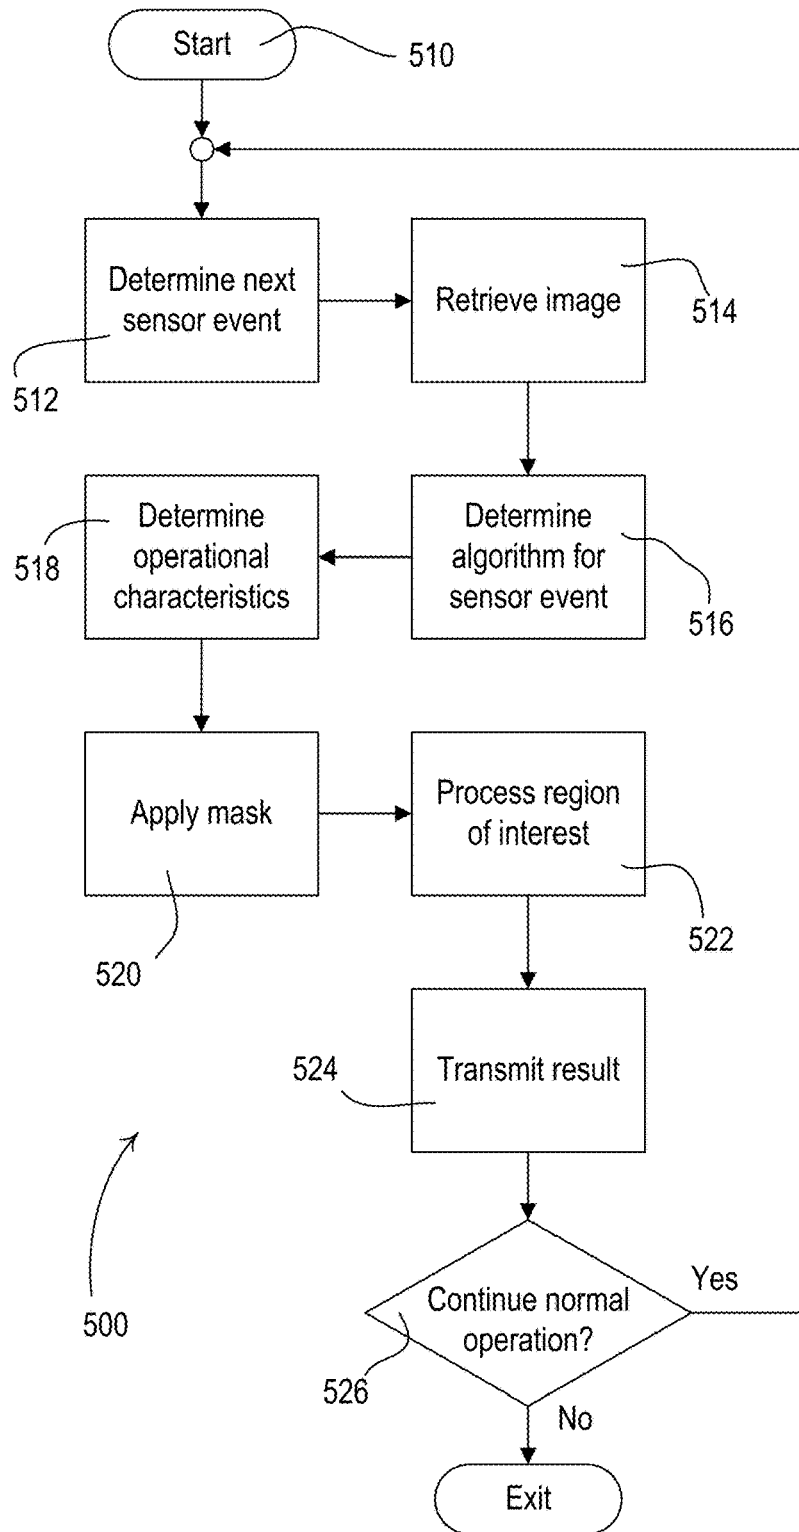 Start
510
Determine next
sensor event
512
Retrieve image
514
Determine
operational
characteristics
518
Determine
algorithm for
sensor event
516
Apply mask
520
Process region
of interest
522
Transmit result
524
500
Continue normal
operation?
526
Yes
No
Exit